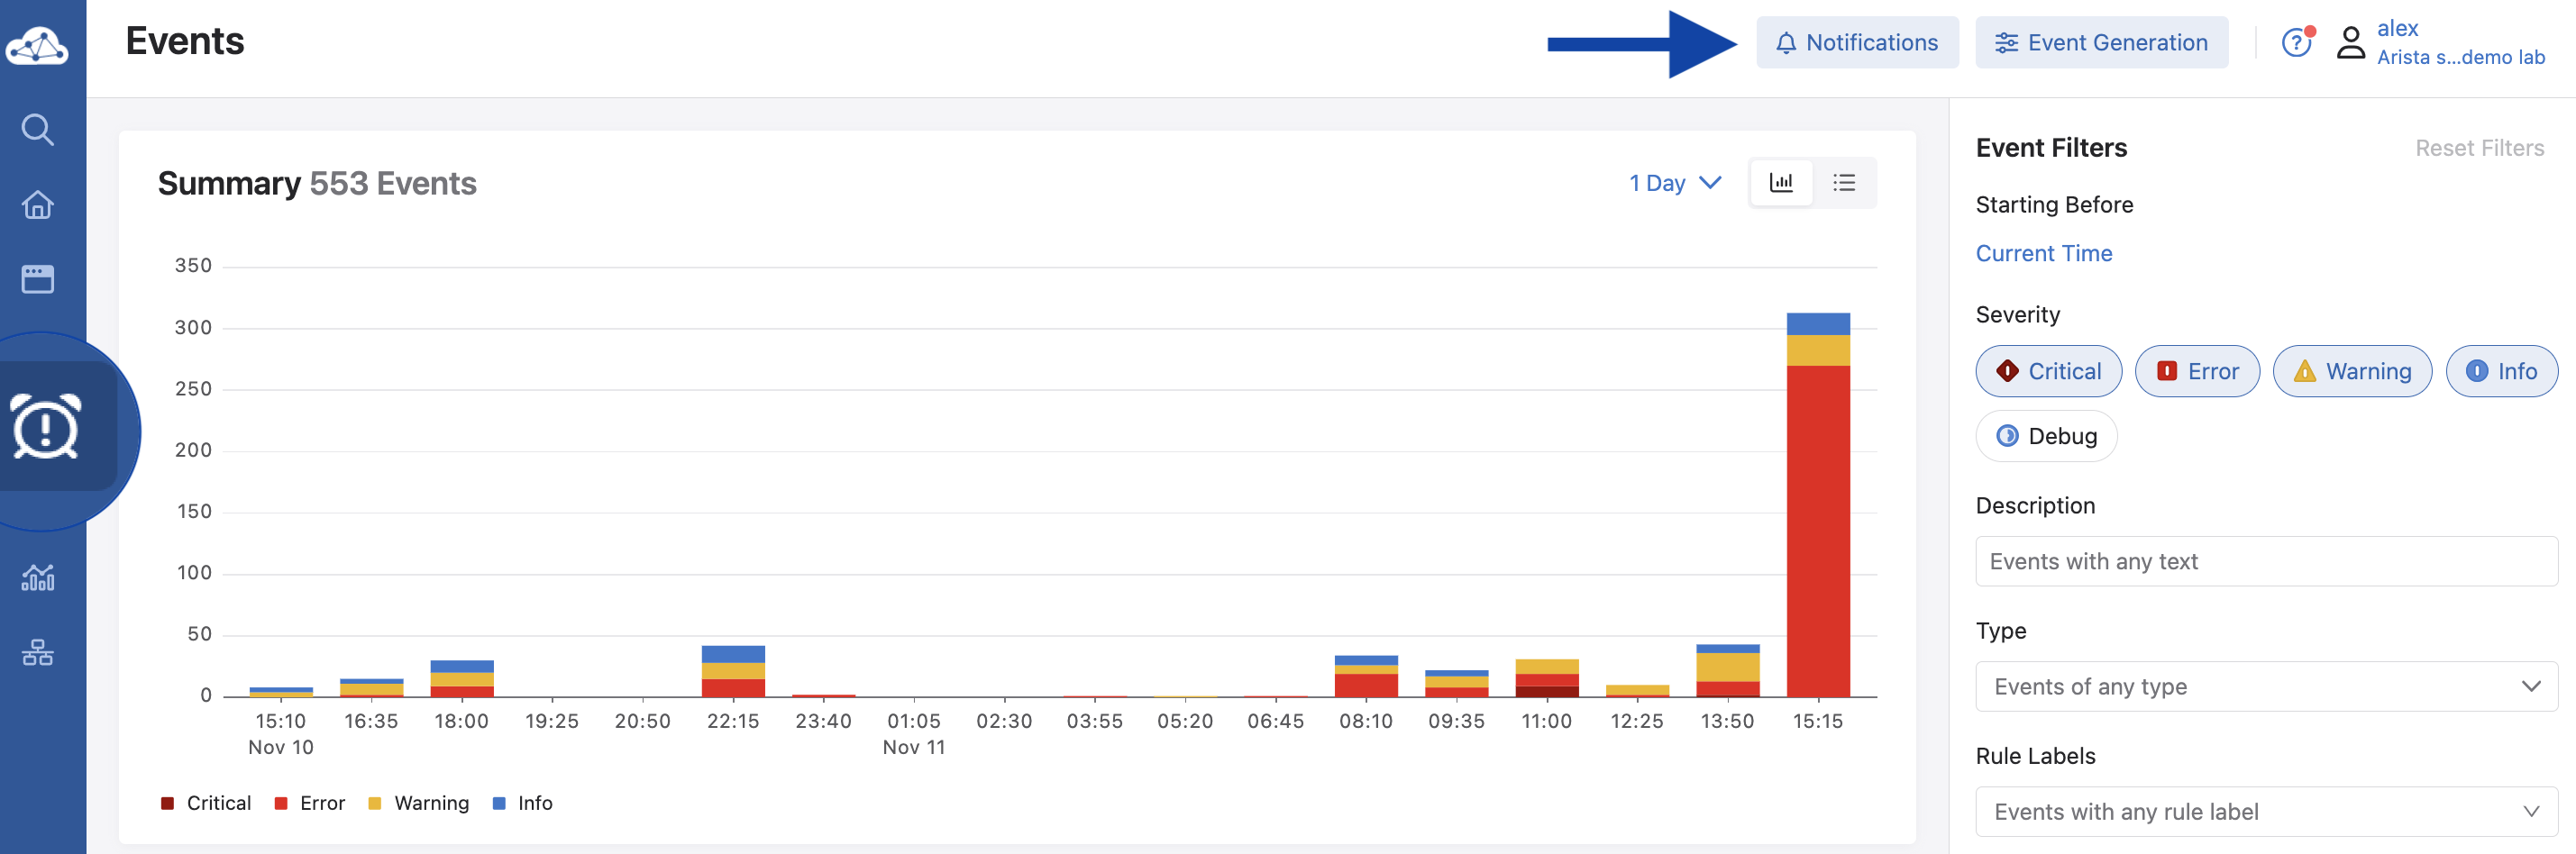 Events
Notifications
Event Generation
alex
Arista s...demo lab
Summary 553 Events
1 Day
350
300
250
200
150
100
50
0
15:10 16:35 18:00 19:25 20:50 22:15 23:40 01:05 02:30 03:55 05:20 06:45 08:10 09:35 11:00 12:25 13:50 15:15
Nov 10 Nov 11
Critical Error Warning Info
Event Filters
Reset Filters
Starting Before
Current Time
Severity
Critical Error Warning Info
Debug
Description
Events with any text
Type
Events of any type
Rule Labels
Events with any rule label